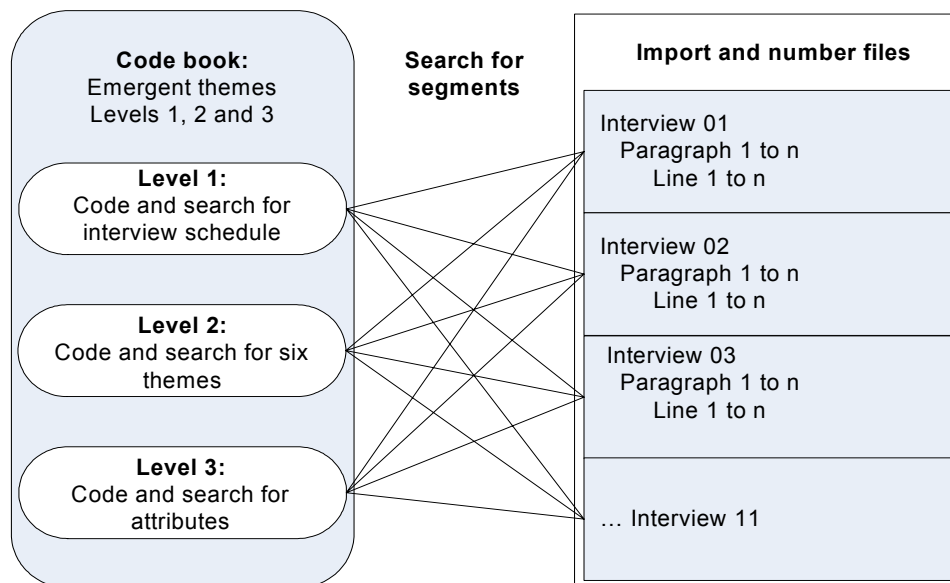 Code book:
Emergent themes
Levels 1, 2 and 3
Level 1:
Code and search for
interview schedule
Level 2:
Code and search for six
themes
Level 3:
Code and search for
attributes
Search for
segments
Import and number files
Interview 01
Paragraph 1 to n
Line 1 to n
Interview 02
Paragraph 1 to n
Line 1 to n
Interview 03
Paragraph 1 to n
Line 1 to n
… Interview 11